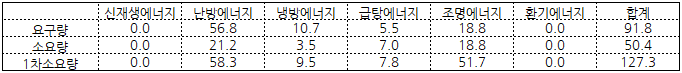 신재생에너지 난방에너지 냉방에너지 급탕에너지 조명에너지 환기에너지 합계
요구량 0.0 56.8 10.7 5.5 18.8 0.0 91.8
소요량 0.0 21.2 3.5 7.0 18.8 0.0 50.4
1차소요량 0.0 58.3 9.5 7.8 51.7 0.0 127.3